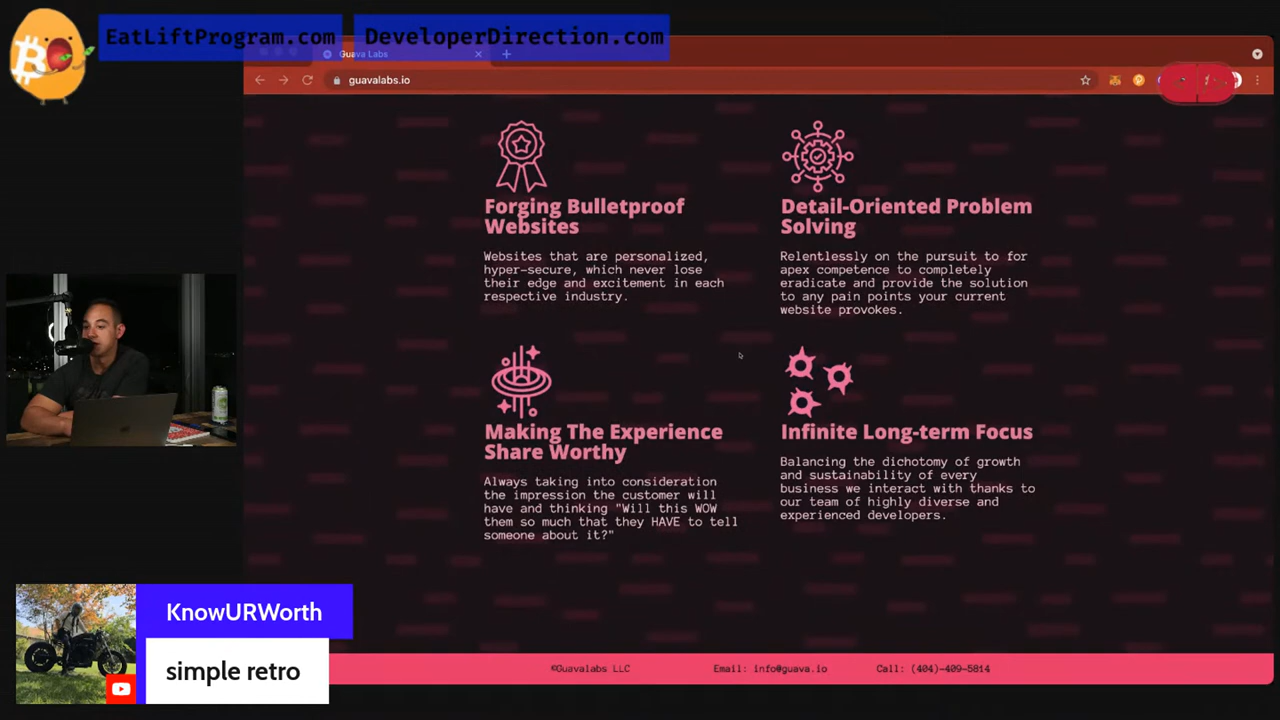 EatLiftProgram.com
DeveloperDirection.com
Guava Labs
guavalabs.io
Forging Bulletproof
Websites
Websites that are personalized,
hyper-secure, which never lose
their edge and excitement in each
respective industry.
Detail-Oriented Problem
Solving
Relentlessly on the pursuit to for
apex competence to completely
eradicate and provide the solution
to any pain points your current
website provokes.
Making The Experience
Share Worthy
Always taking into consideration
the impression the customer will
have and thinking "Will this WOW
them so much that they HAVE to tell
someone about it?"
Infinite Long-term Focus
Balancing the dichotomy of growth
and sustainability of every
business we interact with thanks to
our team of highly diverse and
experienced developers.
©Guavalabs LLC
Email: info@guava.io
Call: (404)-409-5814
KnowURWorth
simple retro